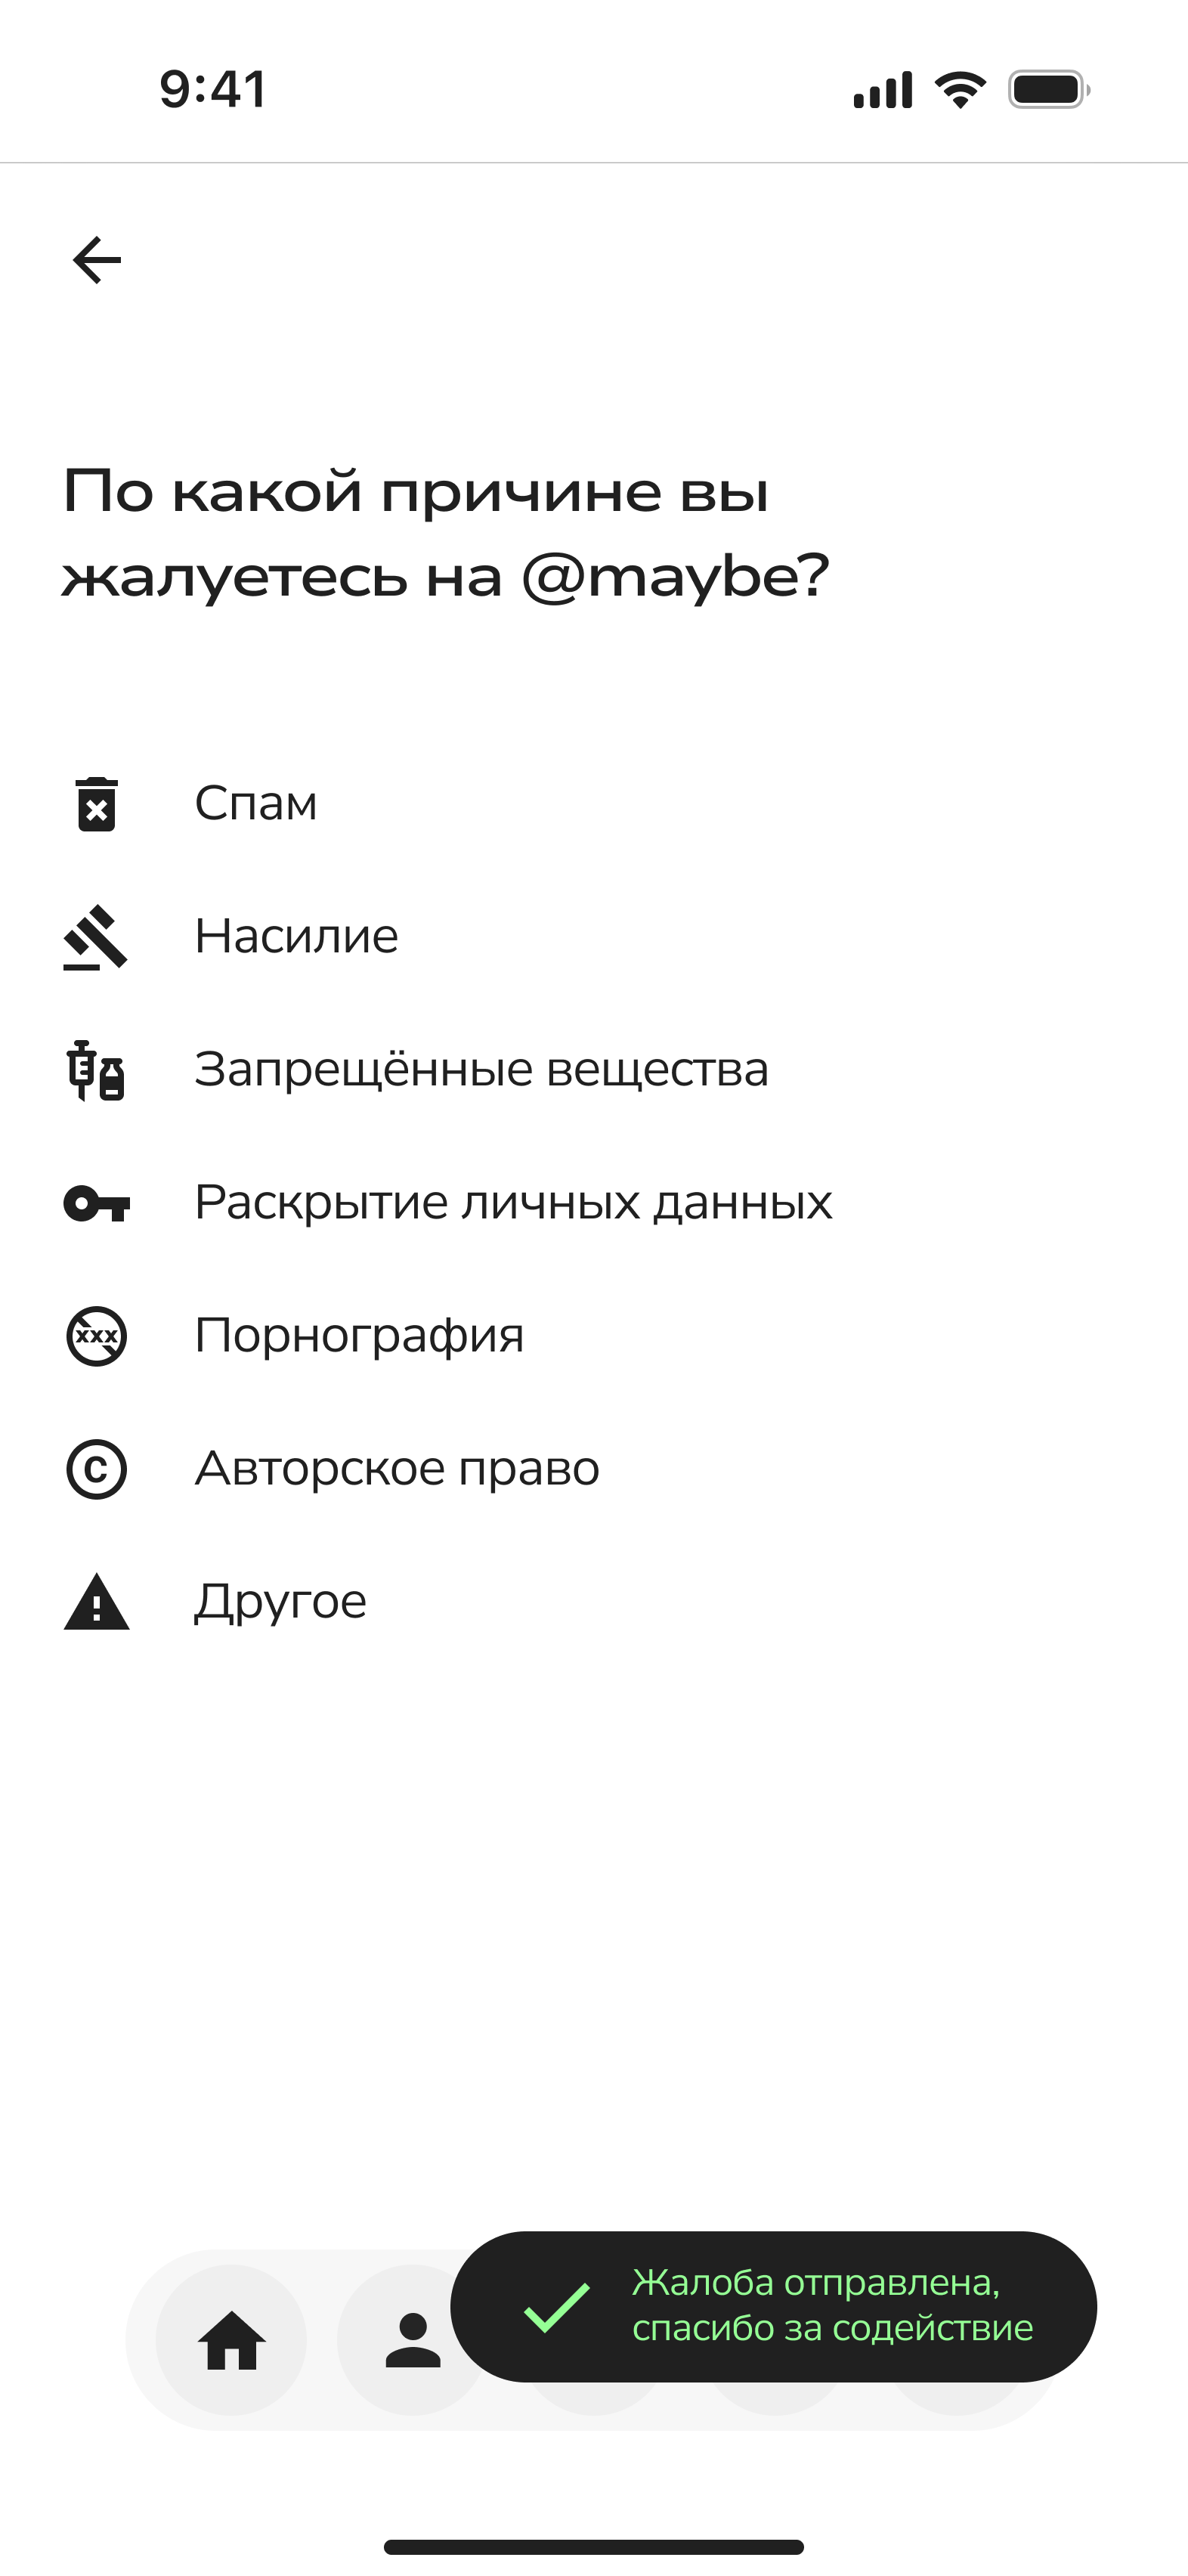 9:41
По какой причине вы
жалуетесь на @maybe?
Спам
Насилие
Запрещённые вещества
Раскрытие личных данных
xxx
Порнография
C
Авторское право
Другое
Жалоба отправлена,
спасибо за содействие